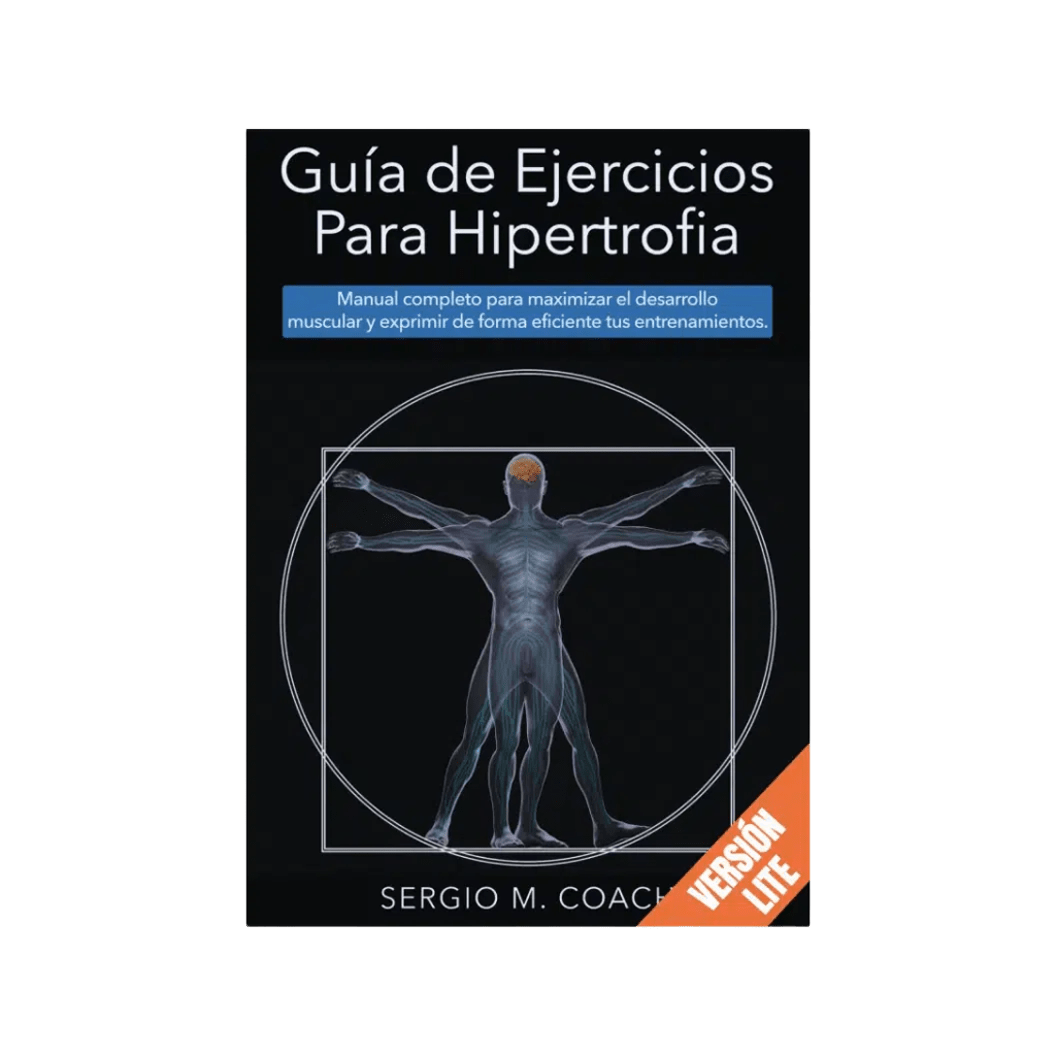 Guía de Ejercicios
Para Hipertrofia
Manual completo para maximizar el desarrollo
muscular y exprimir de forma eficiente tus entrenamientos.
SERGIO M. COACH
VERSIÓN
LITE